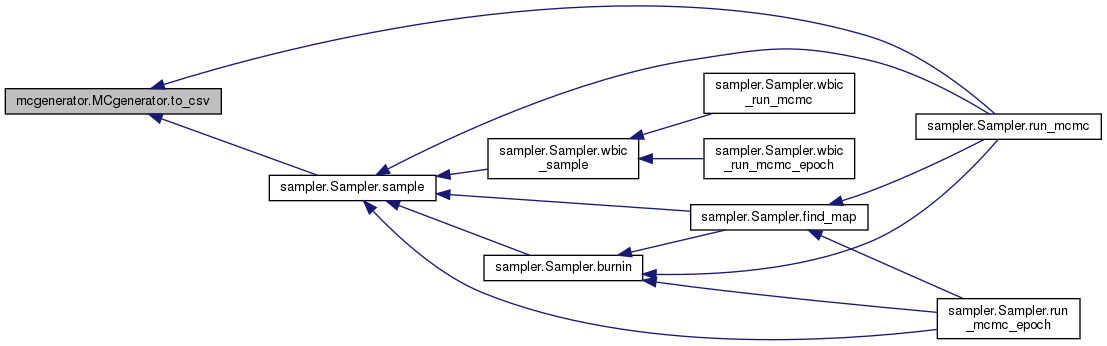 mcgenerator.MCgenerator.to_csv
sampler.Sampler.sample
sampler.Sampler.wbic
_sample
sampler.Sampler.burnin
sampler.Sampler.wbic
_run_mcmc
sampler.Sampler.wbic
_run_mcmc_epoch
sampler.Sampler.find_map
sampler.Sampler.run_mcmc
sampler.Sampler.run
_mcmc_epoch